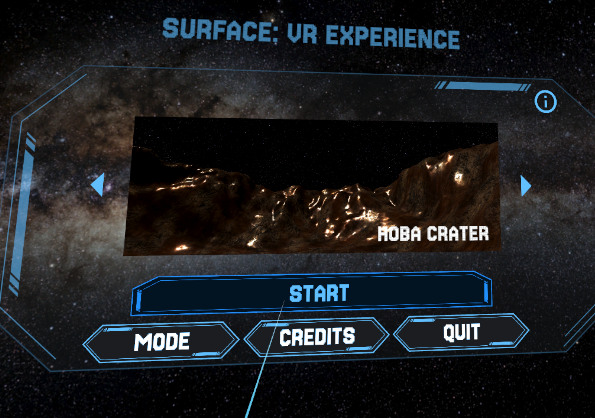 SURFACE: VR EXPERIENCE
i
HOBA CRATER
START
MODE CREDITS QUIT